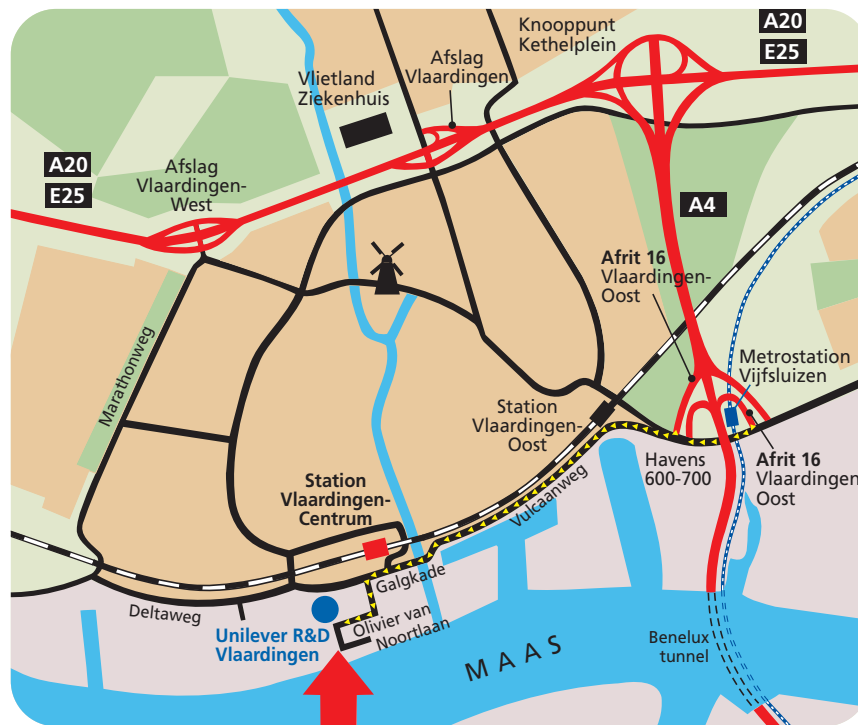 Knooppunt
Kethelplein
A20
E25
Afslag
Vlaardingen
Vlietland
Ziekenhuis
A20
E25
Afslag
Vlaardingen-
West
A4
Afrit 16
Vlaardingen-
Oost
Marathonweg
Metrostation
Vijfsluizen
Station
Vlaardingen-
Oost
Station
Vlaardingen-
Centrum
Vulcaanweg
Havens
600-700
Afrit 16
Vlaardingen
Oost
Galgkade
Deltaweg
Unilever R&D
Vlaardingen
Olivier van
Noortlaan
MAAS
Benelux
tunnel